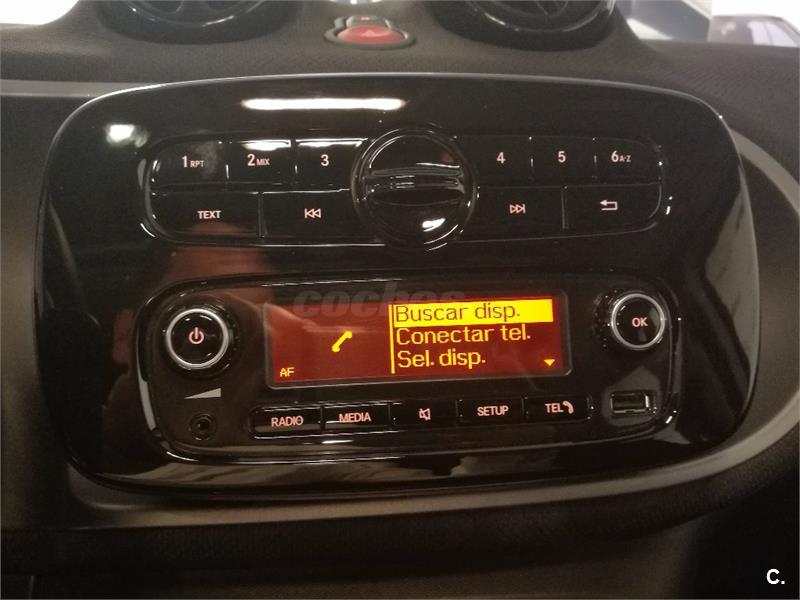 1 RPT 2 MIX 3 4 5 6 A-Z
TEXT
coches
Buscar disp.
Conectar tel.
Sel. disp.
AF
OK
RADIO MEDIA SETUP TEL
C.